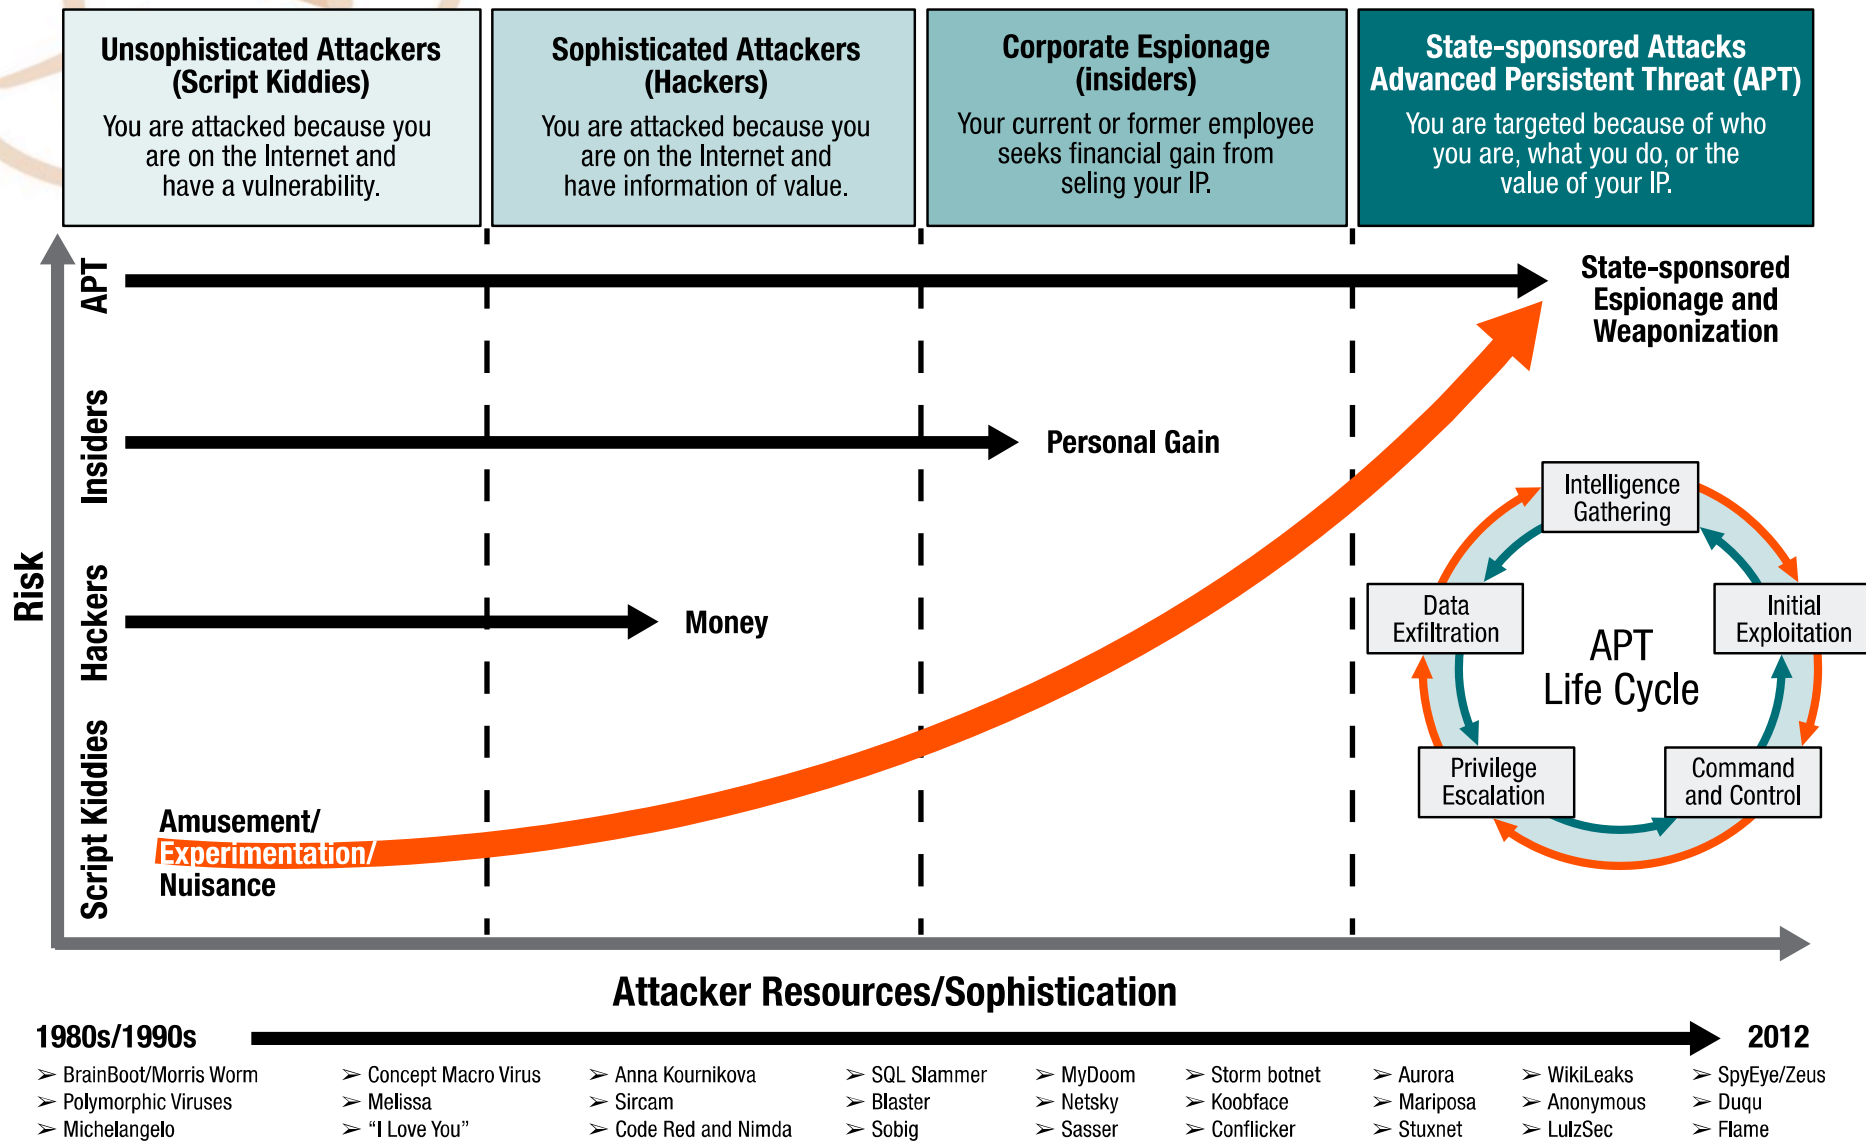 Unsophisticated Attackers
(Script Kiddies)
You are attacked because you
are on the Internet and
have a vulnerability.
Sophisticated Attackers
(Hackers)
You are attacked because you
are on the Internet and
have information of value.
Corporate Espionage
(insiders)
Your current or former employee
seeks financial gain from
seling your IP.
State-sponsored Attacks
Advanced Persistent Threat (APT)
You are targeted because of who
you are, what you do, or the
value of your IP.
Risk
APT
State-sponsored
Espionage and
Weaponization
Insiders
Personal Gain
Hackers
Money
Script Kiddies
Amusement/
Experimentation/
Nuisance
Intelligence
Gathering
Initial
Exploitation
Command
and Control
Privilege
Escalation
Data
Exfiltration
APT
Life Cycle
Attacker Resources/Sophistication
1980s/1990s
2012
➢ BrainBoot/Morris Worm
➢ Polymorphic Viruses
➢ Michelangelo
➢ Concept Macro Virus
➢ Melissa
➢ “I Love You”
➢ Anna Kournikova
➢ Sircam
➢ Code Red and Nimda
➢ SQL Slammer
➢ Blaster
➢ Sobig
➢ MyDoom
➢ Netsky
➢ Sasser
➢ Storm botnet
➢ Koobface
➢ Conflicker
➢ Aurora
➢ Mariposa
➢ Stuxnet
➢ WikiLeaks
➢ Anonymous
➢ LulzSec
➢ SpyEye/Zeus
➢ Duqu
➢ Flame